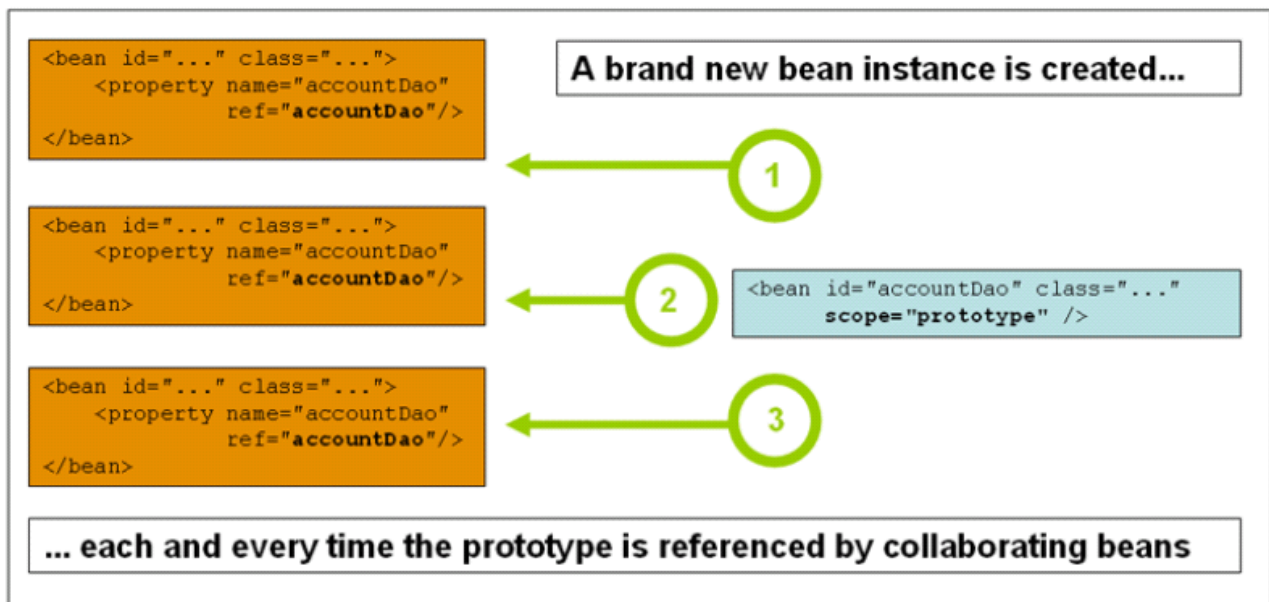 <bean id="..." class="...">
    <property name="accountDao"
              ref="accountDao"/>
</bean>
A brand new bean instance is created...
1
<bean id="..." class="...">
    <property name="accountDao"
              ref="accountDao"/>
</bean>
2
<bean id="accountDao" class="..."
      scope="prototype" />
<bean id="..." class="...">
    <property name="accountDao"
              ref="accountDao"/>
</bean>
3
... each and every time the prototype is referenced by collaborating beans